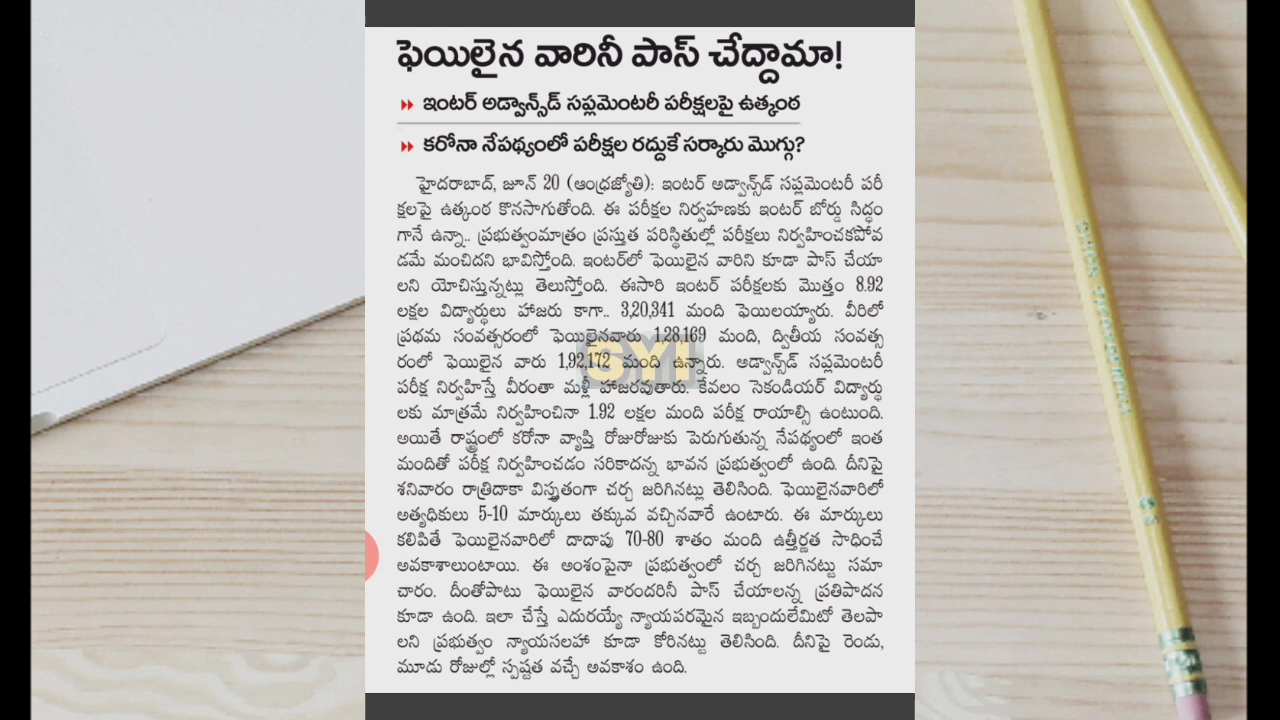 ఫెయిలైన వారినీ పాస్ చేద్దామా!
ఇంటర్ అడ్వాన్స్‌డ్ సప్లమెంటరీ పరీక్షలపై ఉత్కంఠ
కరోనా నేపథ్యంలో పరీక్షల రద్దుకే సర్కారు మొగ్గు?
హైదరాబాద్, జూన్ 20 (ఆంధ్రజ్యోతి): ఇంటర్ అడ్వాన్స్‌డ్ సప్లమెంటరీ పరీ
క్షలపై ఉత్కంఠ కొనసాగుతోంది. ఈ పరీక్షల నిర్వహణకు ఇంటర్ బోర్డు సిద్ధం
గానే ఉన్నా.. ప్రభుత్వంమాత్రం ప్రస్తుత పరిస్థితుల్లో పరీక్షలు నిర్వహించకపోవ
డమే మంచిదని భావిస్తోంది. ఇంటర్‌లో ఫెయిలైన వారిని కూడా పాస్ చేయా
లని యోచిస్తున్నట్లు తెలుస్తోంది. ఈసారి ఇంటర్ పరీక్షలకు మొత్తం 8.92
లక్షల విద్యార్థులు హాజరు కాగా.. 3,20,341 మంది ఫెయిలయ్యారు. వీరిలో
ప్రథమ సంవత్సరంలో ఫెయిలైనవారు 1,28,169 మంది, ద్వితీయ సంవత్స
రంలో ఫెయిలైన వారు 1,92,172 మంది ఉన్నారు. అడ్వాన్స్‌డ్ సప్లమెంటరీ
పరీక్ష నిర్వహిస్తే వీరంతా మళ్లీ హాజరవుతారు. కేవలం సెకండియర్ విద్యార్థు
లకు మాత్రమే నిర్వహించినా 1.92 లక్షల మంది పరీక్ష రాయాల్సి ఉంటుంది.
అయితే రాష్ట్రంలో కరోనా వ్యాప్తి రోజురోజుకు పెరుగుతున్న నేపథ్యంలో ఇంత
మందితో పరీక్ష నిర్వహించడం సరికాదన్న భావన ప్రభుత్వంలో ఉంది. దీనిపై
శనివారం రాత్రిదాకా విస్తృతంగా చర్చ జరిగినట్లు తెలిసింది. ఫెయిలైనవారిలో
అత్యధికులు 5-10 మార్కులు తక్కువ వచ్చినవారే ఉంటారు. ఈ మార్కులు
కలిపితే ఫెయిలైనవారిలో దాదాపు 70-80 శాతం మంది ఉత్తీర్ణత సాధించే
అవకాశాలుంటాయి. ఈ అంశంపైనా ప్రభుత్వంలో చర్చ జరిగినట్టు సమా
చారం. దీంతోపాటు ఫెయిలైన వారందరినీ పాస్ చేయాలన్న ప్రతిపాదన
కూడా ఉంది. ఇలా చేస్తే ఎదురయ్యే న్యాయపరమైన ఇబ్బందులేమిటో తెలపా
లని ప్రభుత్వం న్యాయసలహా కూడా కోరినట్టు తెలిసింది. దీనిపై రెండు,
మూడు రోజుల్లో స్పష్టత వచ్చే అవకాశం ఉంది.
SYI